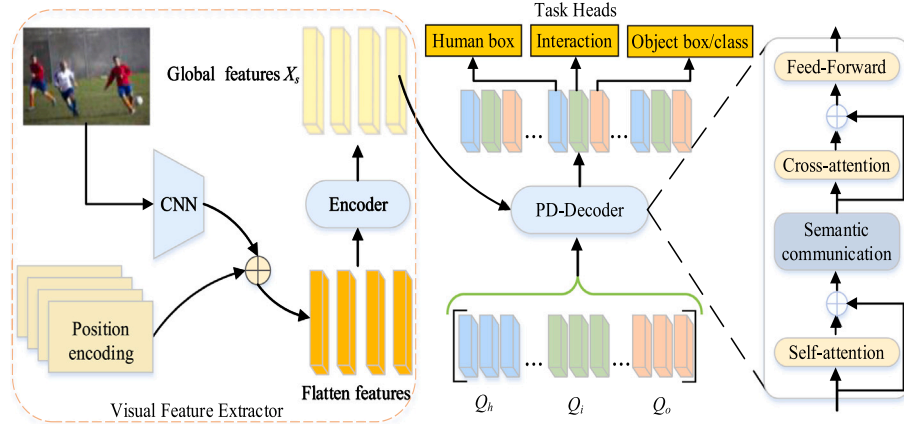 Task Heads
Human box
Interaction
Object box/class
Global features Xs
CNN
Encoder
Position
encoding
Flatten features
Visual Feature Extractor
PD-Decoder
...
...
...
...
Qh
Qi
Qo
Feed-Forward
Cross-attention
Semantic
communication
Self-attention